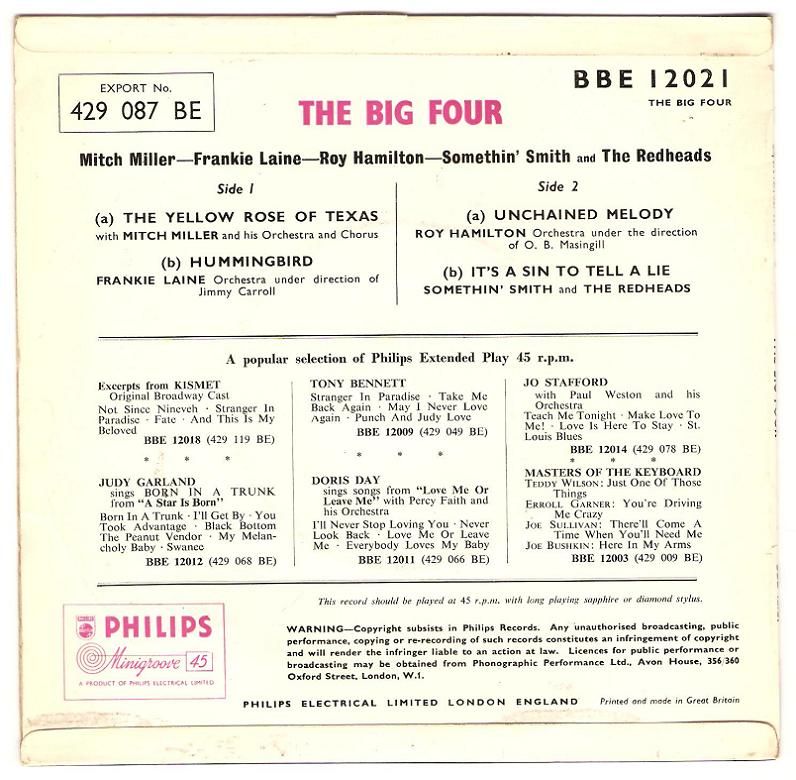 EXPORT No.
429 087 BE
BBE 12021
THE BIG FOUR
THE BIG FOUR
Mitch Miller—Frankie Laine—Roy Hamilton—Somethin' Smith and The Redheads
Side 1
(a) THE YELLOW ROSE OF TEXAS
with MITCH MILLER and his Orchestra and Chorus
(b) HUMMINGBIRD
FRANKIE LAINE Orchestra under direction of
Jimmy Carroll
Side 2
(a) UNCHAINED MELODY
ROY HAMILTON Orchestra under the direction
of O. B. Masingill
(b) IT'S A SIN TO TELL A LIE
SOMETHIN' SMITH and THE REDHEADS
A popular selection of Philips Extended Play 45 r.p.m.
Excerpts from KISMET
Original Broadway Cast
Not Since Nineveh · Stranger In
Paradise · Fate · And This Is My
Beloved
BBE 12018 (429 119 BE)
* * *
JUDY GARLAND
sings BORN IN A TRUNK
from "A Star Is Born"
Born In A Trunk · I'll Get By · You
Took Advantage · Black Bottom
The Peanut Vendor · My Melan-
choly Baby · Swanee
BBE 12012 (429 068 BE)
TONY BENNETT
Stranger In Paradise · Take Me
Back Again · May I Never Love
Again · Punch And Judy Love
BBE 12009 (429 049 BE)
* * *
DORIS DAY
sings songs from "Love Me Or
Leave Me" with Percy Faith and
his Orchestra
I'll Never Stop Loving You · Never
Look Back · Love Me Or Leave
Me · Everybody Loves My Baby
BBE 12011 (429 066 BE)
JO STAFFORD
with Paul Weston and his
Orchestra
Teach Me Tonight · Make Love To
Me! · Love Is Here To Stay · St.
Louis Blues
BBE 12014 (429 078 BE)
* * *
MASTERS OF THE KEYBOARD
TEDDY WILSON: Just One Of Those
Things
ERROLL GARNER: You're Driving
Me Crazy
JOE SULLIVAN: There'll Come A
Time When You'll Need Me
JOE BUSHKIN: Here In My Arms
BBE 12003 (429 009 BE)
This record should be played at 45 r.p.m. with long playing sapphire or diamond stylus.
PHILIPS
Minigroove 45
A PRODUCT OF PHILIPS ELECTRICAL LIMITED
WARNING—Copyright subsists in Philips Records. Any unauthorised broadcasting, public
performance, copying or re-recording of such records constitutes an infringement of copyright
and will render the infringer liable to an action at law. Licences for public performance or
broadcasting may be obtained from Phonographic Performance Ltd., Avon House, 356/360
Oxford Street, London, W.1.
PHILIPS ELECTRICAL LIMITED LONDON ENGLAND Printed and made in Great Britain